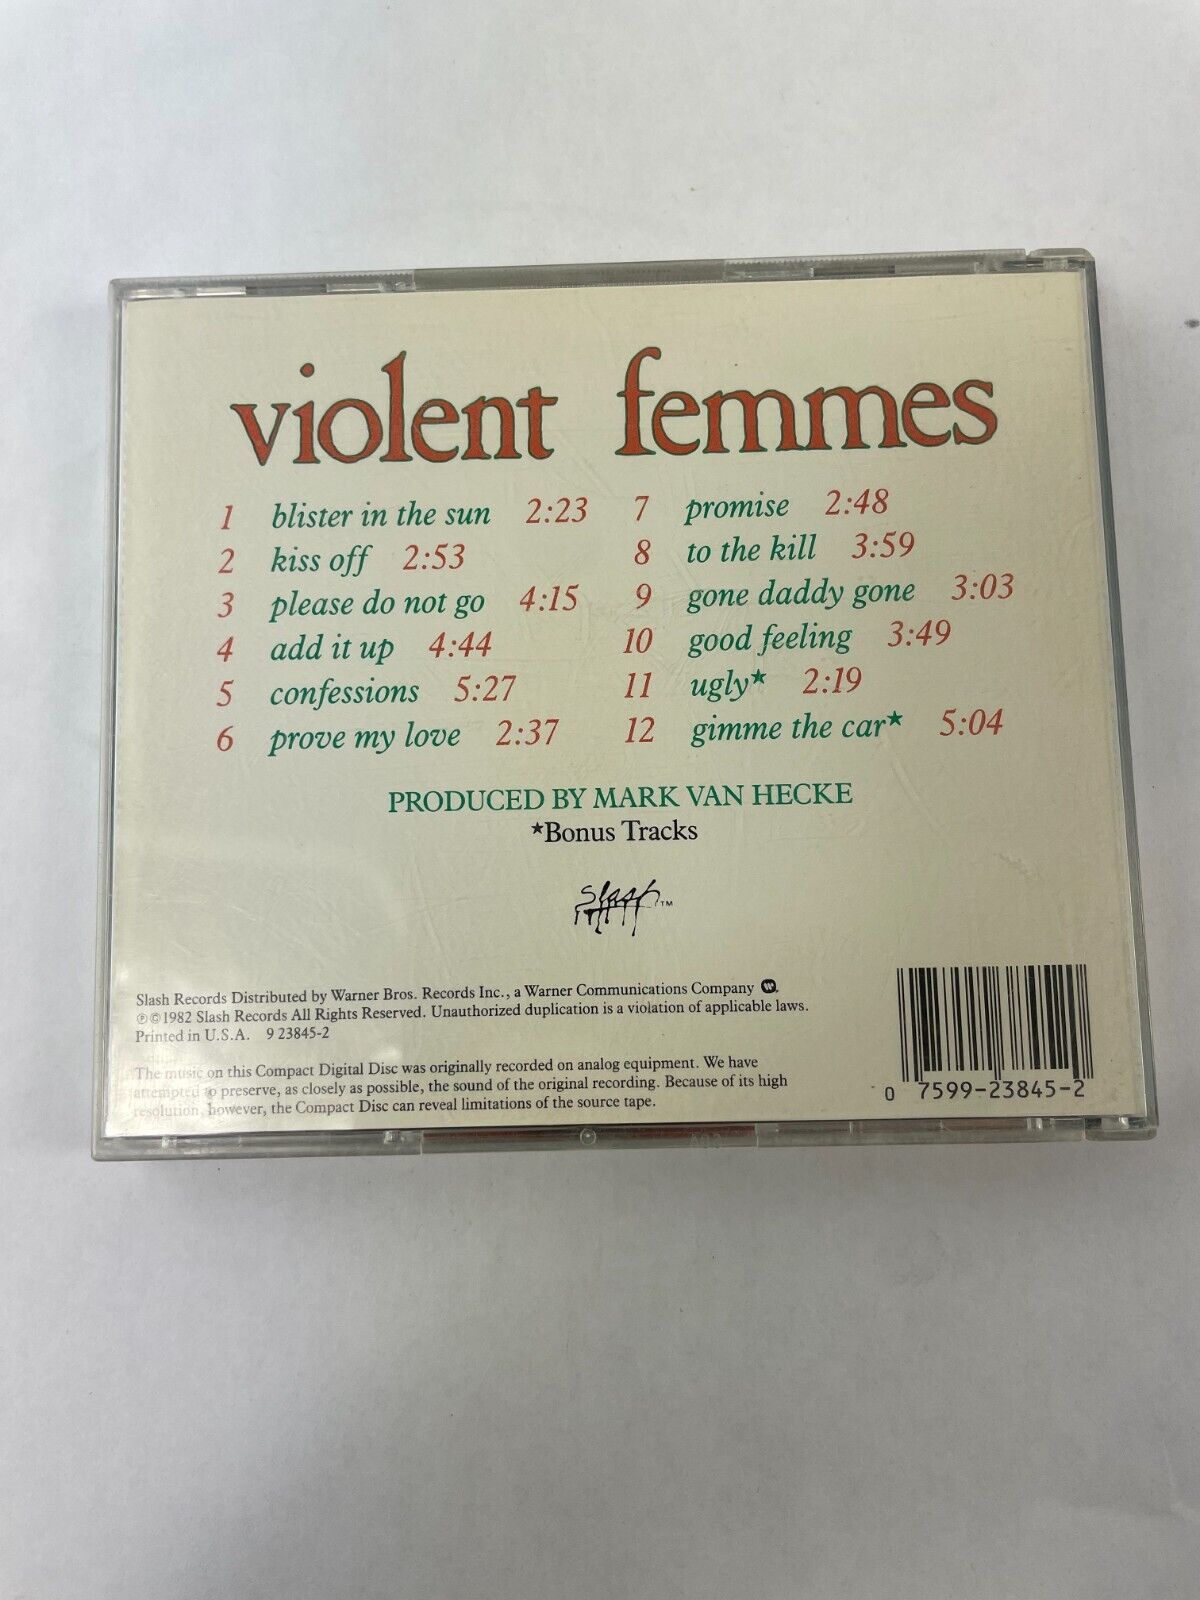 violent femmes
1 blister in the sun 2:23
2 kiss off 2:53
3 please do not go 4:15
4 add it up 4:44
5 confessions 5:27
6 prove my love 2:37
7 promise 2:48
8 to the kill 3:59
9 gone daddy gone 3:03
10 good feeling 3:49
11 ugly★ 2:19
12 gimme the car★ 5:04
PRODUCED BY MARK VAN HECKE
★Bonus Tracks
Slash™
Slash Records Distributed by Warner Bros. Records Inc., a Warner Communications Company
℗©1982 Slash Records All Rights Reserved. Unauthorized duplication is a violation of applicable laws.
Printed in U.S.A. 9 23845-2
The music on this Compact Digital Disc was originally recorded on analog equipment. We have
attempted to preserve, as closely as possible, the sound of the original recording. Because of its high
resolution, however, the Compact Disc can reveal limitations of the source tape.
0 7599-23845-2